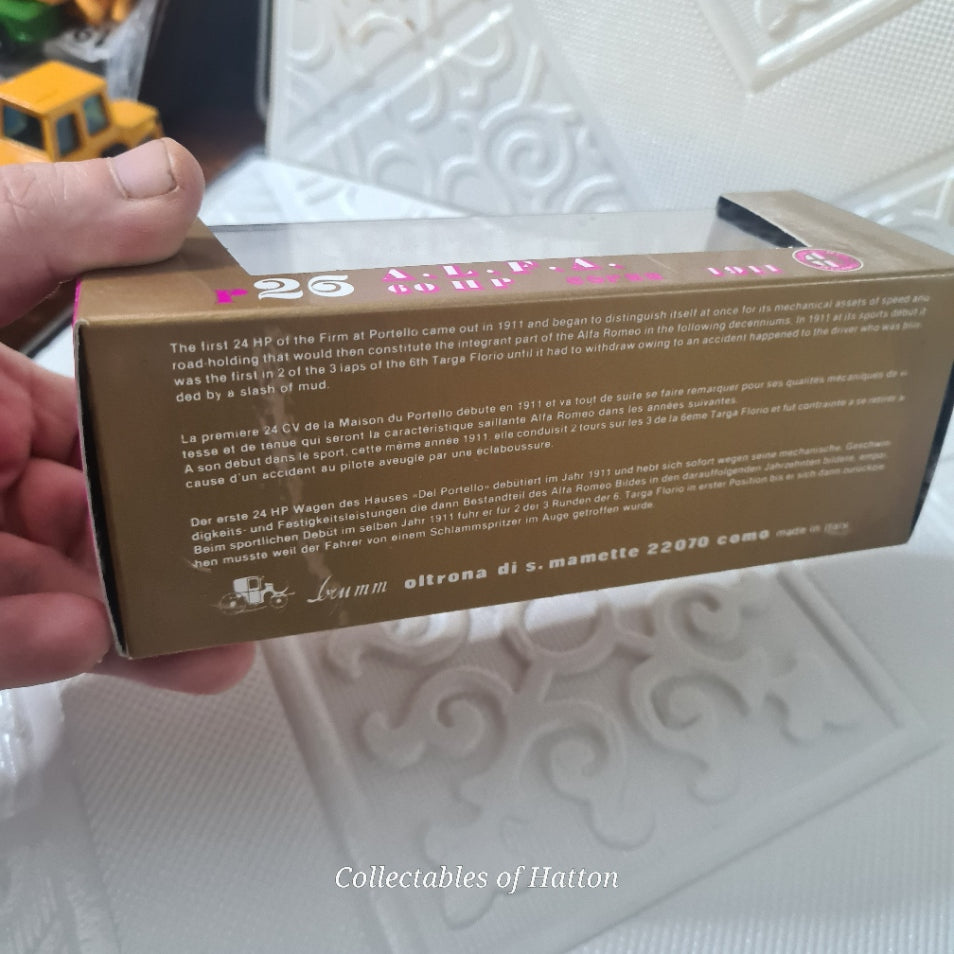 r26 A.L.F.A. 1911
60 HP corsa
The first 24 HP of the Firm at Portello came out in 1911 and began to distinguish itself at once for its mechanical assets of speed and
road-holding that would then constitute the integrant part of the Alfa Romeo in the following decenniums. In 1911 at its sports debut it
was the first in 2 of the 3 laps of the 6th Targa Florio until it had to withdraw owing to an accident happened to the driver who was blin-
ded by a slash of mud.
La première 24 CV de la Maison du Portello débute en 1911 et va tout de suite se faire remarquer pour ses qualités mécaniques de vi-
tesse et de tenue qui seront la caractéristique saillante Alfa Romeo dans les années suivantes.
A son début dans le sport, cette même année 1911, elle conduisit 2 tours sur les 3 de la 6ème Targa Florio et fut contrainte a se retirer à
cause d'un accident au pilote aveuglé par une éclaboussure.
Der erste 24 HP Wagen des Hauses «Del Portello» debütiert im Jahr 1911 und hebt sich sofort wegen seine mechanische. Geschwin-
digkeits- und Festigkeitsleistungen die dann Bestandteil des Alfa Romeo Bildes in den darauffolgenden Jahrzehnten bildete, empor.
Beim sportlichen Debüt im selben Jahr 1911 fuhr er für 2 der 3 Runden der 6. Targa Florio in erster Position bis er sich dann zurückzie-
hen musste weil der Fahrer von einem Schlammspritzer im Auge getroffen wurde.
brumm oltrona di s. mamette 22070 como made in italy
Collectables of Hatton